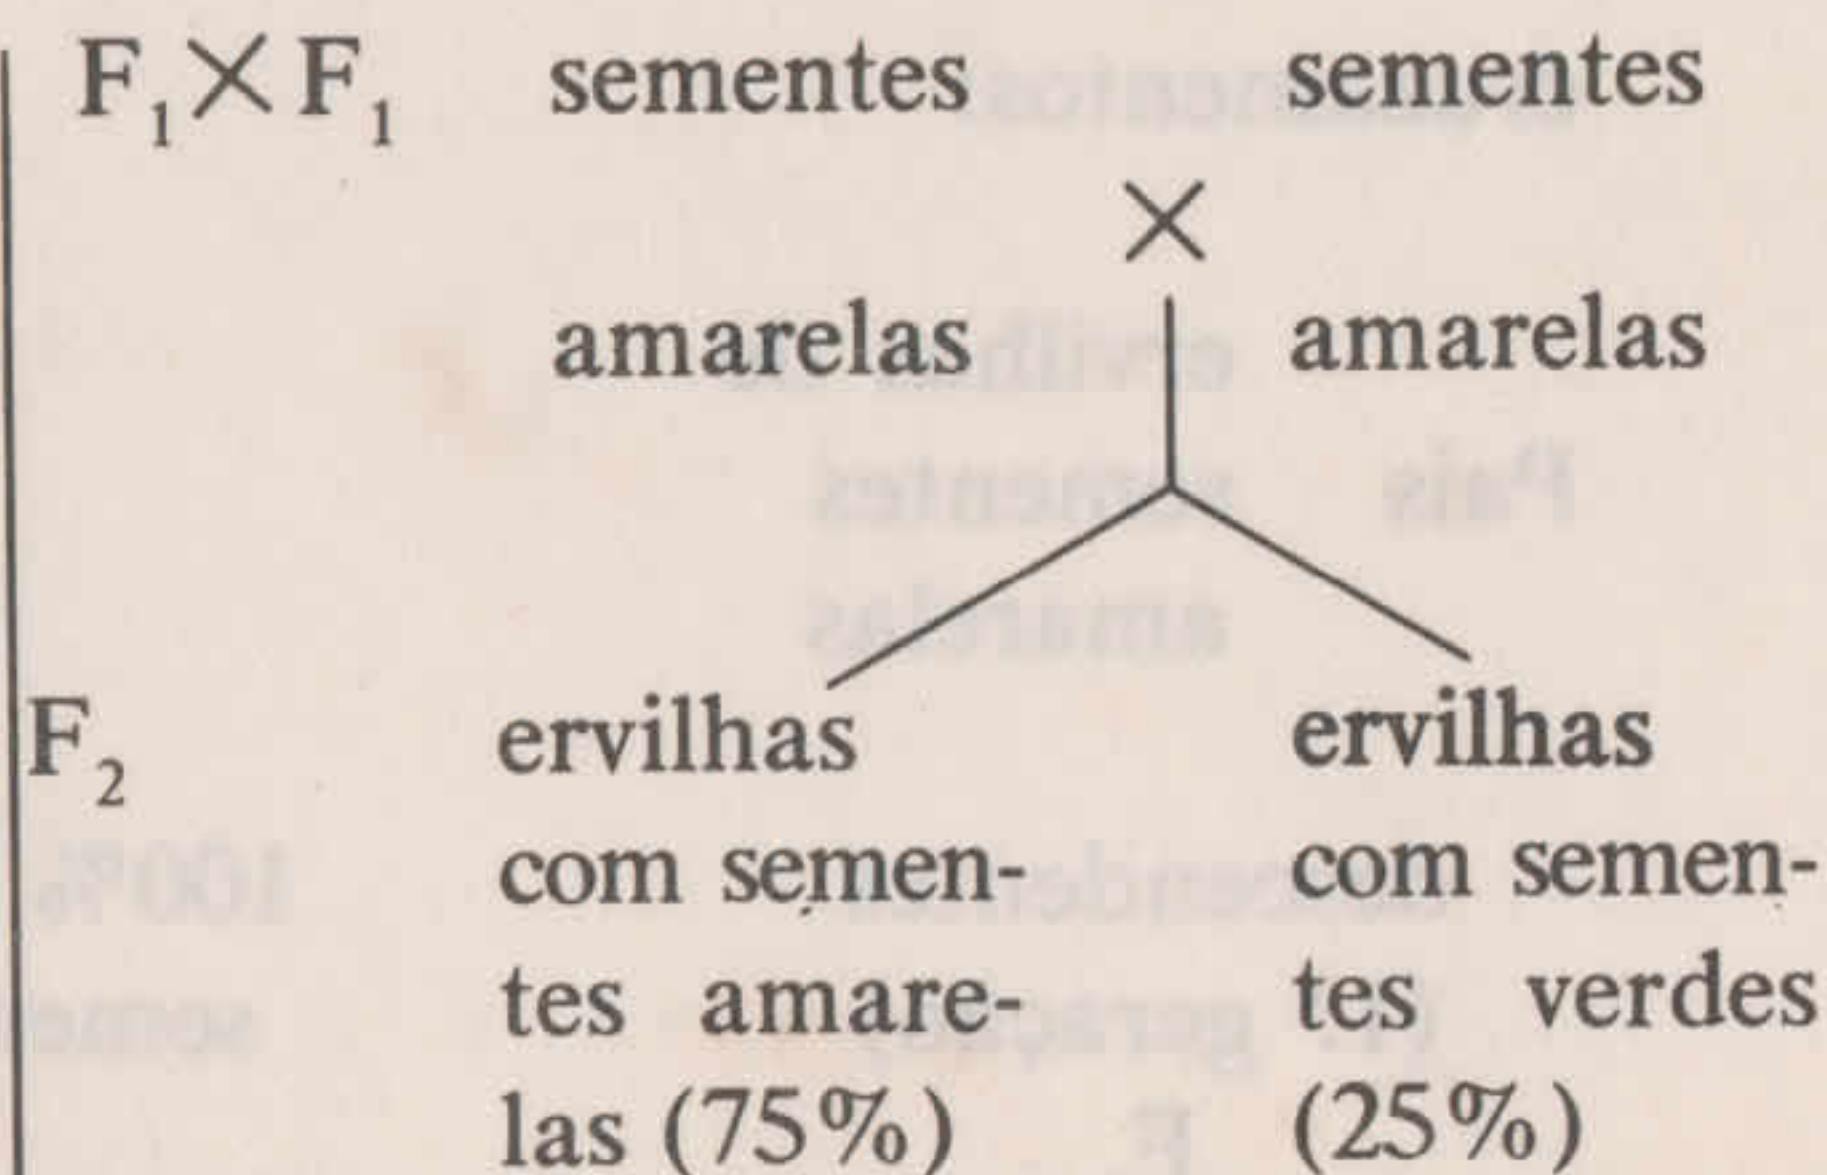 F₁ × F₁ sementes sementes
×
amarelas amarelas
F₂ ervilhas ervilhas
com semen- com semen-
tes amare- tes verdes
las (75%) (25%)